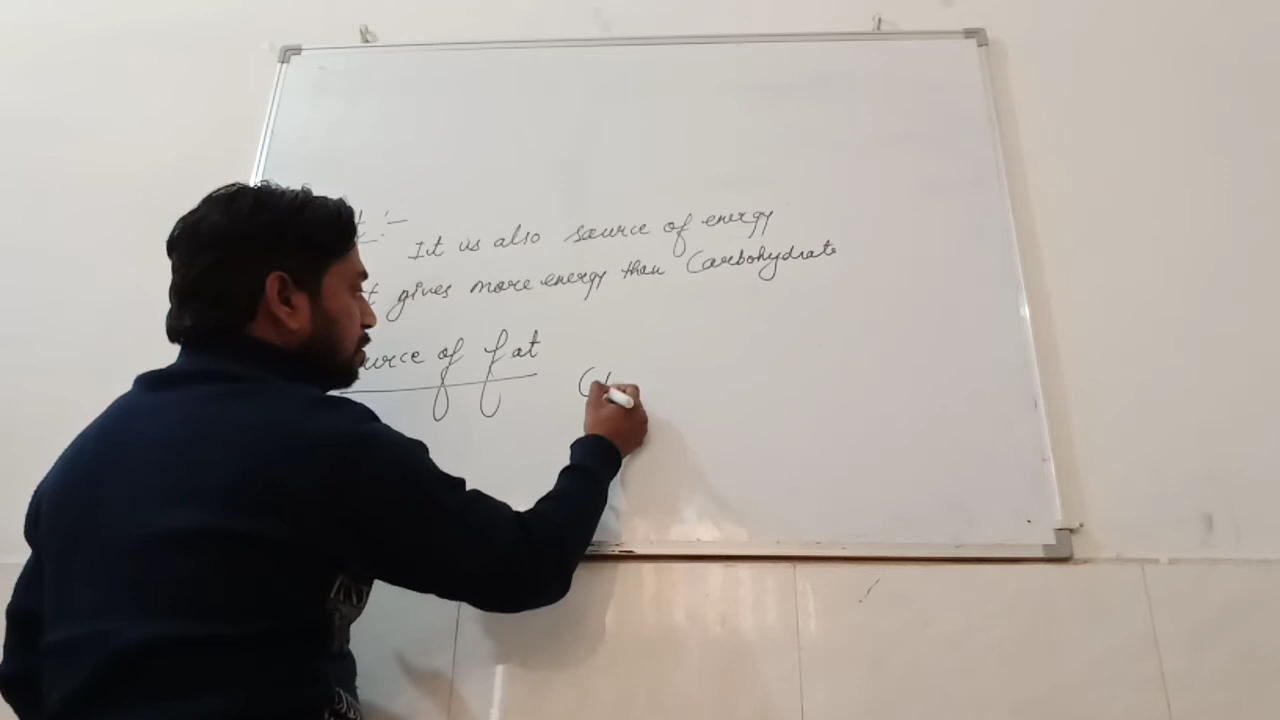 It is also source of energy
gives more energy than Carbohydrate
of fat